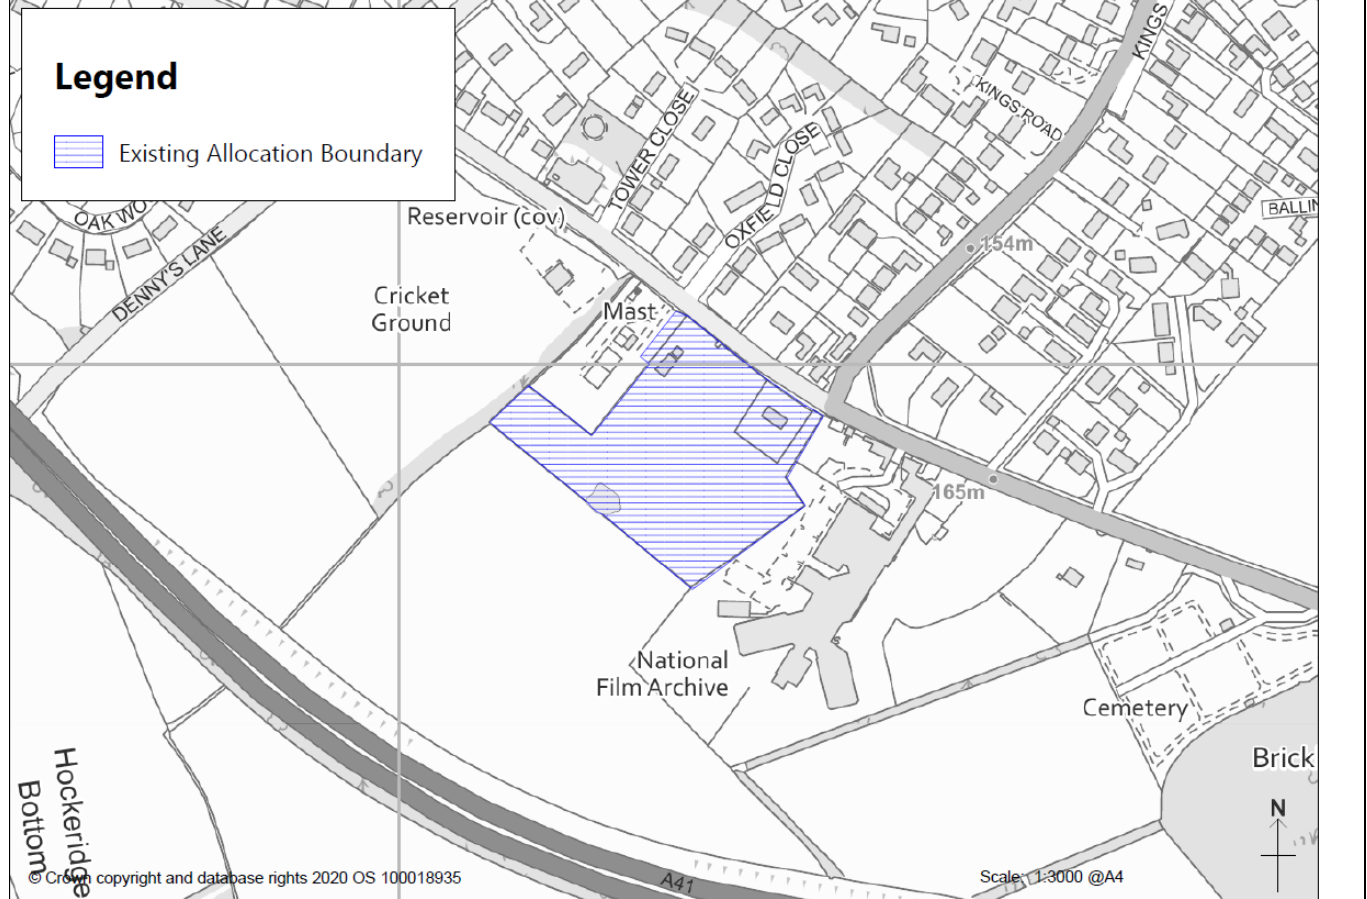 Legend
Existing Allocation Boundary
KINGS
KINGS ROAD
TOWER CLOSE
OXFIELD CLOSE
OAK WO
DENNY'S LANE
Reservoir (cov)
BALLIN
154m
Cricket
Ground
Mast
165m
National
Film Archive
Cemetery
Brick
Hockeridge
Bottom
N
A41
© Crown copyright and database rights 2020 OS 100018935
Scale: 1:3000 @A4